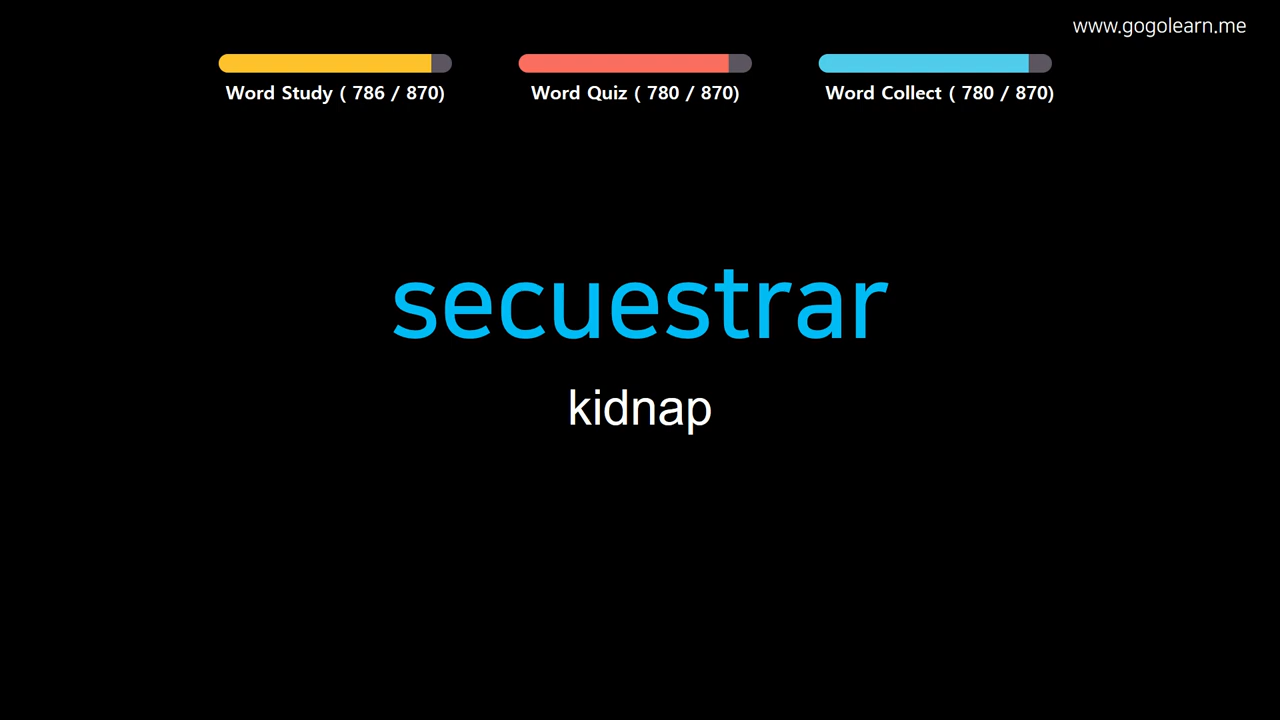 www.gogolearn.me
Word Study ( 786 / 870)
Word Quiz ( 780 / 870)
Word Collect ( 780 / 870)
secuestrar
kidnap